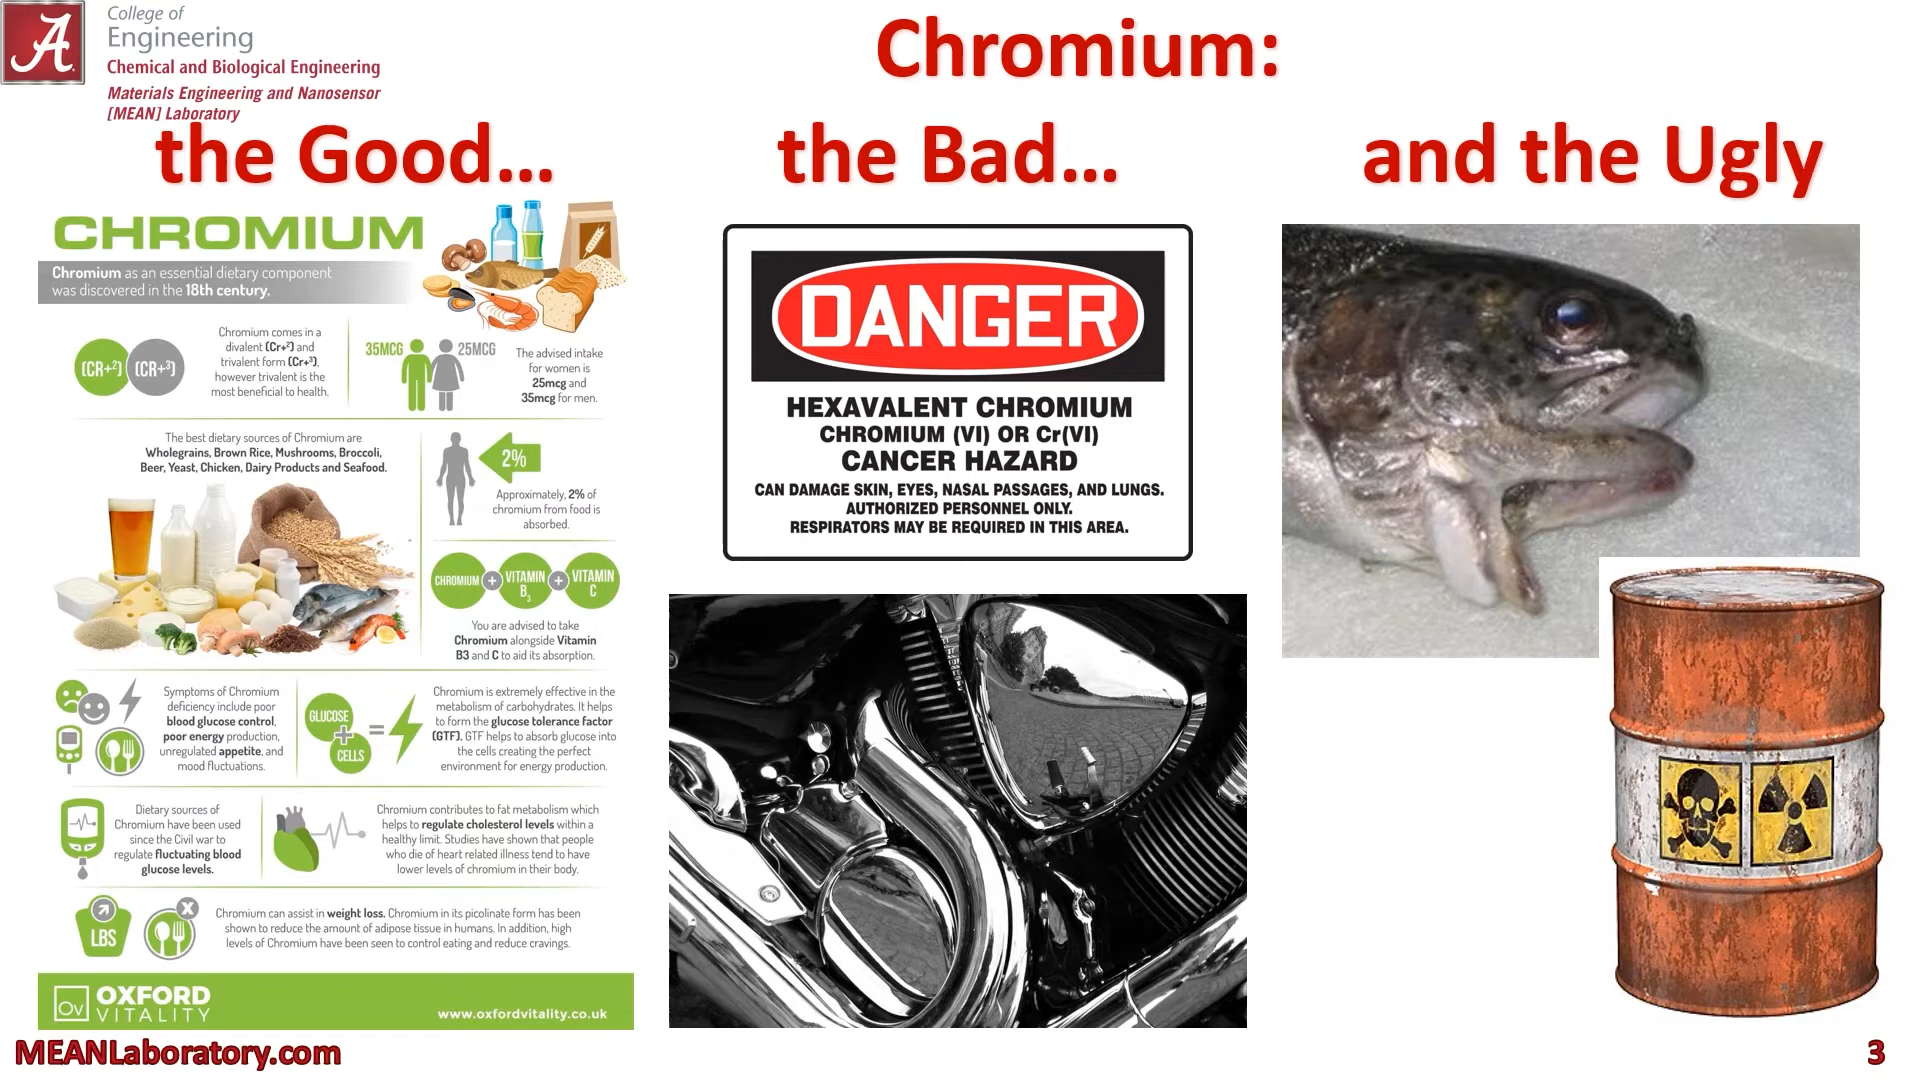 College of
Engineering
Chemical and Biological Engineering
Materials Engineering and Nanosensor
[MEAN] Laboratory
Chromium:
the Good...
the Bad...
and the Ugly
CHROMIUM
Chromium as an essential dietary component
was discovered in the 18th century.
(CR+²)
(CR+³)
Chromium comes in a
divalent (Cr+²) and
trivalent form (Cr+³),
however trivalent is the
most beneficial to health.
35MCG
25MCG
The advised intake
for women is
25mcg and
35mcg for men.
The best dietary sources of Chromium are
Wholegrains, Brown Rice, Mushrooms, Broccoli,
Beer, Yeast, Chicken, Dairy Products and Seafood.
2%
Approximately, 2% of
chromium from food is
absorbed.
CHROMIUM + VITAMIN B3 + VITAMIN C
You are advised to take
Chromium alongside Vitamin
B3 and C to aid its absorption.
Symptoms of Chromium
deficiency include poor
blood glucose control,
poor energy production,
unregulated appetite, and
mood fluctuations.
GLUCOSE
+
CELLS
=
Chromium is extremely effective in the
metabolism of carbohydrates. It helps
to form the glucose tolerance factor
(GTF). GTF helps to absorb glucose into
the cells creating the perfect
environment for energy production.
Dietary sources of
Chromium have been used
since the Civil war to
regulate fluctuating blood
glucose levels.
Chromium contributes to fat metabolism which
helps to regulate cholesterol levels within a
healthy limit. Studies have shown that people
who die of heart related illness tend to have
lower levels of chromium in their body.
LBS
Chromium can assist in weight loss. Chromium in its picolinate form has been
shown to reduce the amount of adipose tissue in humans. In addition, high
levels of Chromium have been seen to control eating and reduce cravings.
Ov
OXFORD
VITALITY
www.oxfordvitality.co.uk
DANGER
HEXAVALENT CHROMIUM
CHROMIUM (VI) OR Cr(VI)
CANCER HAZARD
CAN DAMAGE SKIN, EYES, NASAL PASSAGES, AND LUNGS.
AUTHORIZED PERSONNEL ONLY.
RESPIRATORS MAY BE REQUIRED IN THIS AREA.
MEANLaboratory.com
3